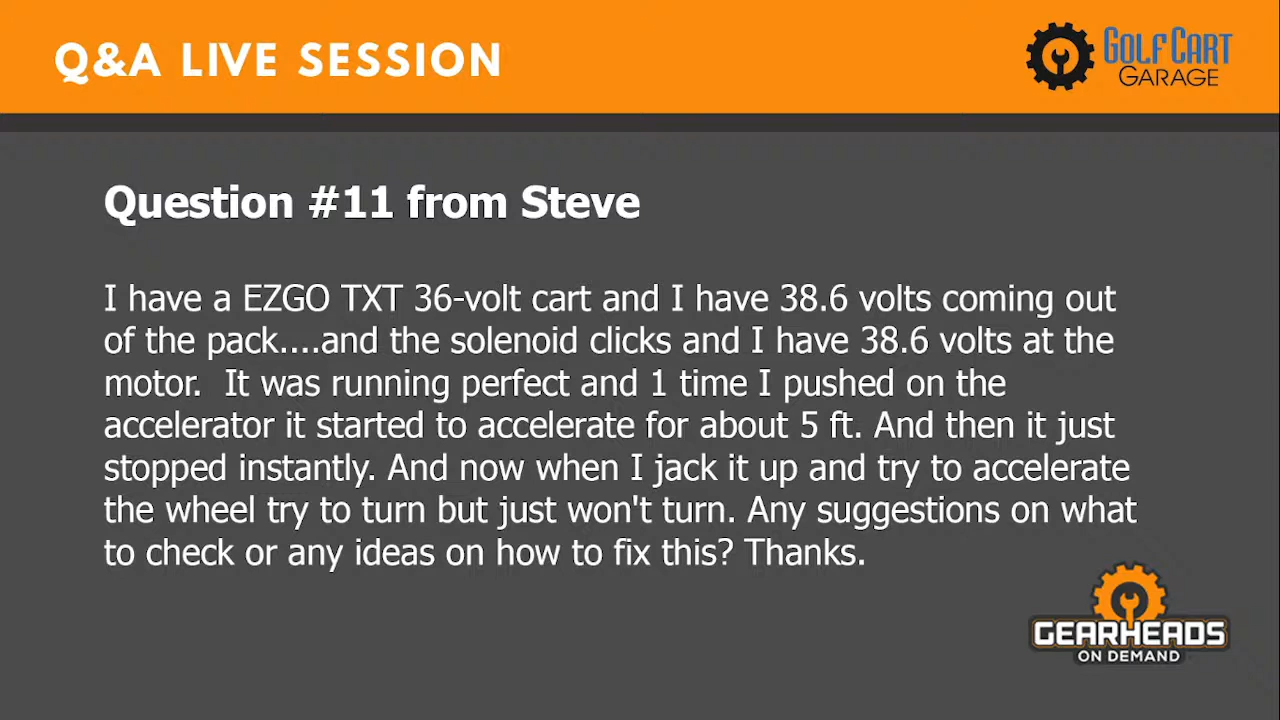 Q&A LIVE SESSION
GOLF CART
GARAGE
Question #11 from Steve
I have a EZGO TXT 36-volt cart and I have 38.6 volts coming out
of the pack....and the solenoid clicks and I have 38.6 volts at the
motor.  It was running perfect and 1 time I pushed on the
accelerator it started to accelerate for about 5 ft. And then it just
stopped instantly. And now when I jack it up and try to accelerate
the wheel try to turn but just won't turn. Any suggestions on what
to check or any ideas on how to fix this? Thanks.
GEARHEADS
ON DEMAND